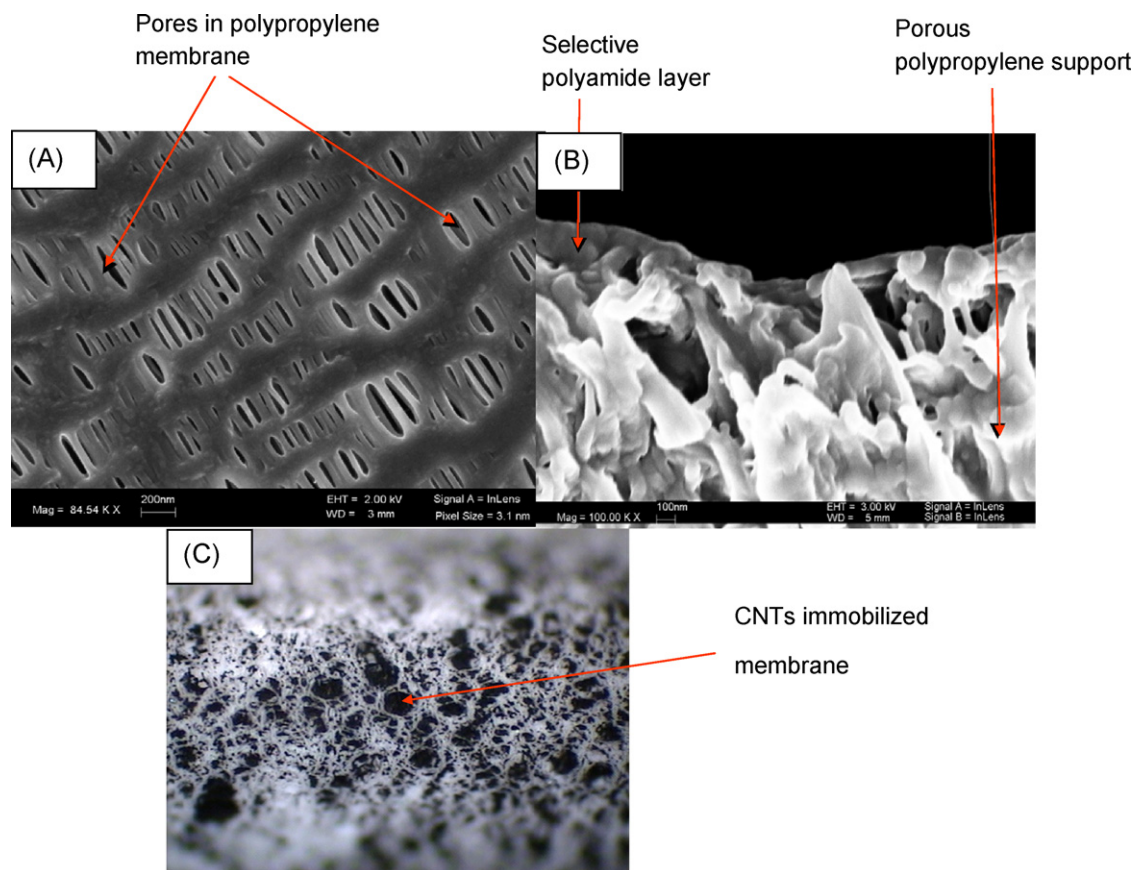 Pores in polypropylene
membrane
Selective
polyamide layer
Porous
polypropylene support
(A)
(B)
Mag = 84.54 K X
200nm
EHT = 2.00 kV
WD = 3 mm
Signal A = InLens
Pixel Size = 3.1 nm
Mag = 100.00 K X
100nm
EHT = 3.00 kV
WD = 5 mm
Signal A = InLens
Signal B = InLens
(C)
CNTs immobilized
membrane